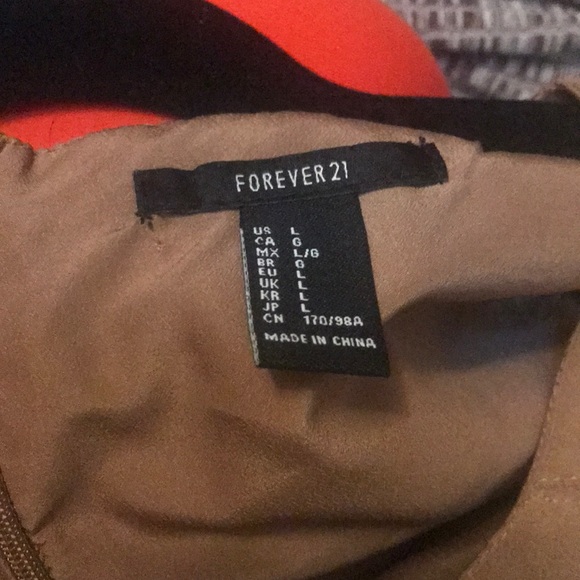 FOREVER 21
US L
CA G
MX L/G
BR G
EU L
UK L
KR L
JP L
CN 170/98A
MADE IN CHINA